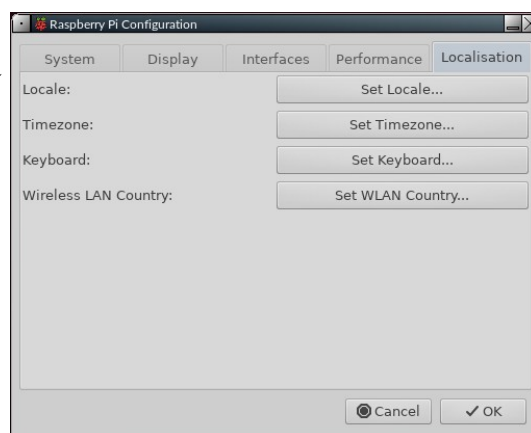 Raspberry Pi Configuration
System Display Interfaces Performance Localisation
Locale: Set Locale...
Timezone: Set Timezone...
Keyboard: Set Keyboard...
Wireless LAN Country: Set WLAN Country...
Cancel OK